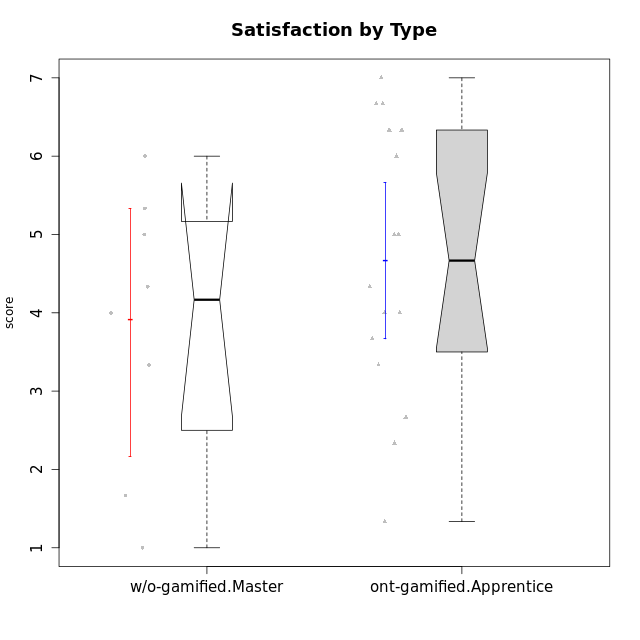 Satisfaction by Type
score
7
6
5
4
3
2
1
w/o-gamified.Master
ont-gamified.Apprentice